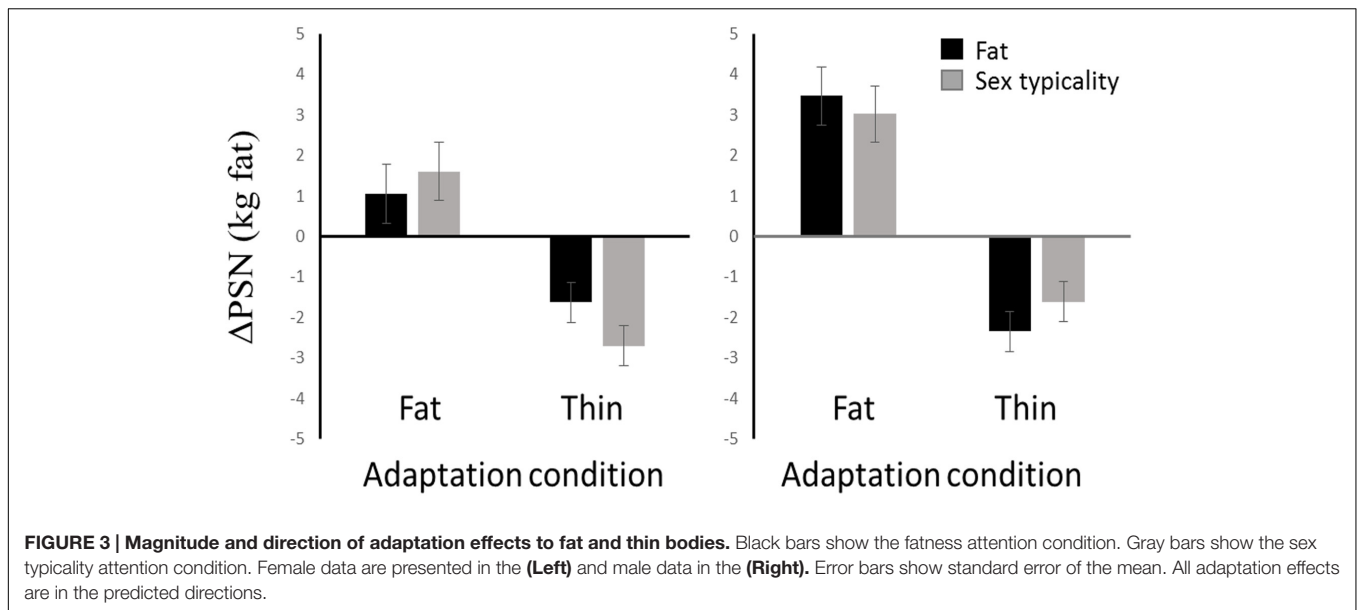 5
4
3
2
1
0
-1
-2
-3
-4
-5
ΔPSN (kg fat)
Fat Thin
Adaptation condition
5
4
3
2
1
0
-1
-2
-3
-4
-5
Fat
Sex typicality
Fat Thin
Adaptation condition
FIGURE 3 | Magnitude and direction of adaptation effects to fat and thin bodies. Black bars show the fatness attention condition. Gray bars show the sex
typicality attention condition. Female data are presented in the (Left) and male data in the (Right). Error bars show standard error of the mean. All adaptation effects
are in the predicted directions.